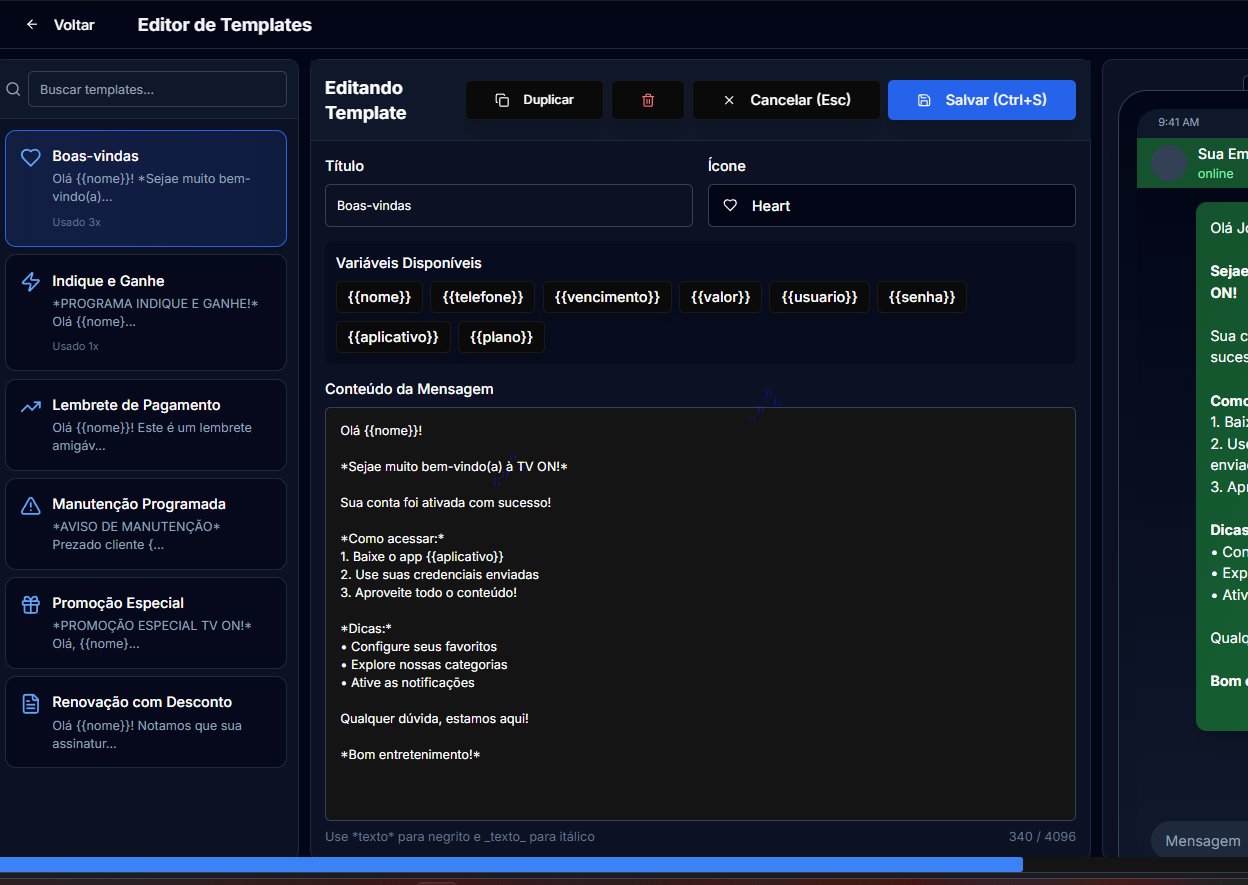 Voltar
Editor de Templates
Buscar templates...
Boas-vindas
Olá {{nome}}! *Sejae muito bem-
vindo(a)...
Usado 3x
Indique e Ganhe
*PROGRAMA INDIQUE E GANHE!*
Olá {{nome}...
Usado 1x
Lembrete de Pagamento
Olá {{nome}}! Este é um lembrete
amigáv...
Manutenção Programada
*AVISO DE MANUTENÇÃO*
Prezado cliente {...
Promoção Especial
*PROMOÇÃO ESPECIAL TV ON!*
Olá, {{nome}...
Renovação com Desconto
Olá {{nome}}! Notamos que sua
assinatur...
Editando
Template
Duplicar
Cancelar (Esc)
Salvar (Ctrl+S)
Título
Ícone
Boas-vindas
Heart
Variáveis Disponíveis
{{nome}} {{telefone}} {{vencimento}} {{valor}} {{usuario}} {{senha}}
{{aplicativo}} {{plano}}
Conteúdo da Mensagem
Olá {{nome}}!
*Sejae muito bem-vindo(a) à TV ON!*
Sua conta foi ativada com sucesso!
*Como acessar:*
1. Baixe o app {{aplicativo}}
2. Use suas credenciais enviadas
3. Aproveite todo o conteúdo!
*Dicas:*
• Configure seus favoritos
• Explore nossas categorias
• Ative as notificações
Qualquer dúvida, estamos aqui!
*Bom entretenimento!*
Use *texto* para negrito e _texto_ para itálico
340 / 4096
9:41 AM
Sua Em
online
Olá Jo
Sejae
ON!
Sua c
suces
Como
1. Baix
2. Use
envia
3. Apr
Dicas
• Con
• Exp
• Ativ
Qualq
Bom e
Mensagem